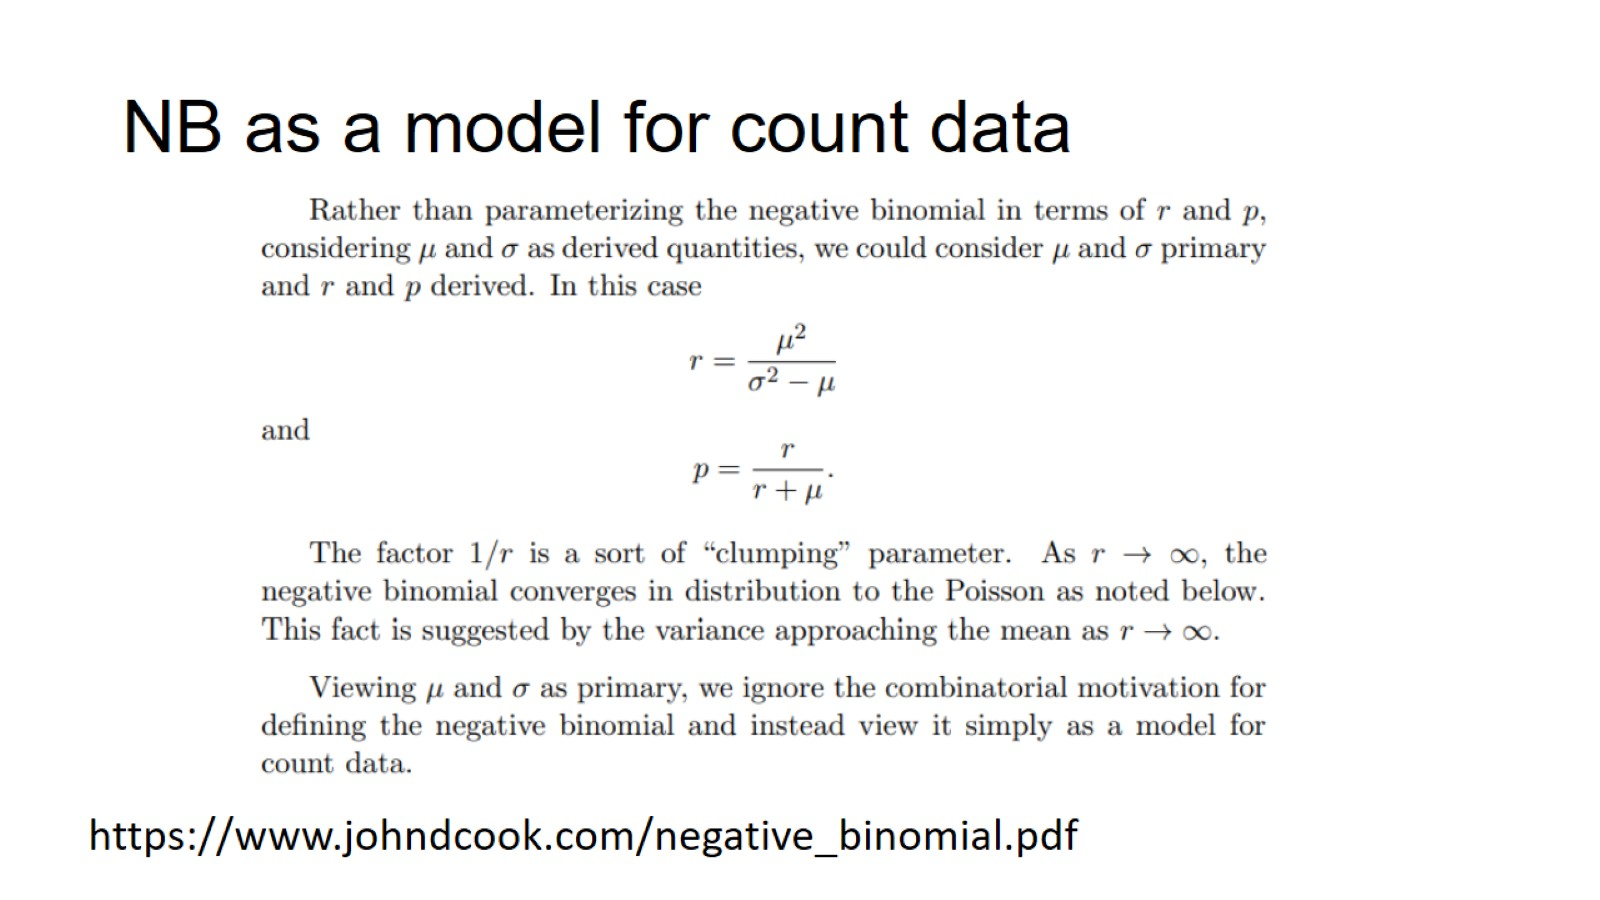 NB as a model for count data
Rather than parameterizing the negative binomial in terms of r and p,
considering μ and σ as derived quantities, we could consider μ and σ primary
and r and p derived. In this case
r = μ² / (σ² − μ)
and
p = r / (r + μ).
The factor 1/r is a sort of “clumping” parameter. As r → ∞, the
negative binomial converges in distribution to the Poisson as noted below.
This fact is suggested by the variance approaching the mean as r → ∞.
Viewing μ and σ as primary, we ignore the combinatorial motivation for
defining the negative binomial and instead view it simply as a model for
count data.
https://www.johndcook.com/negative_binomial.pdf